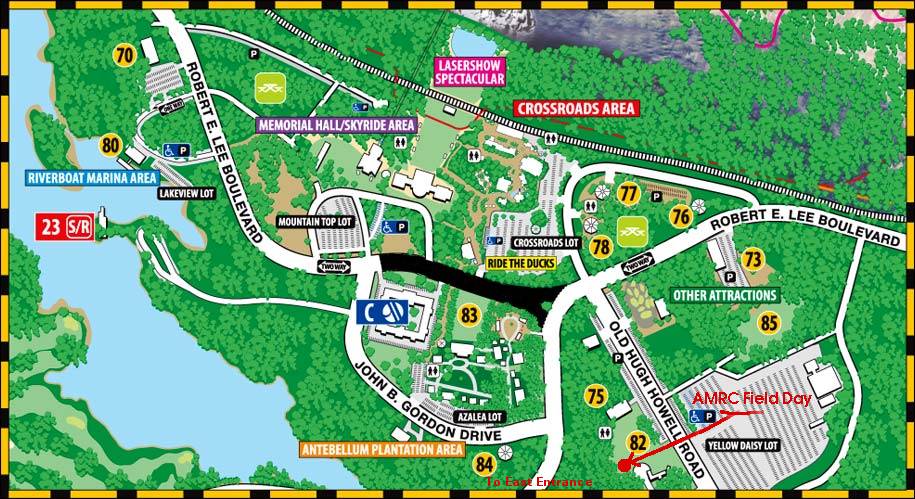 70
P
LASERSHOW
SPECTACULAR
ROBERT E. LEE BOULEVARD
CROSSROADS AREA
ONE WAY
P
MEMORIAL HALL/SKYRIDE AREA
80
P
RIVERBOAT MARINA AREA
LAKEVIEW LOT
77
P
76
23 S/R
MOUNTAIN TOP LOT
P
P
CROSSROADS LOT
78
ROBERT E. LEE BOULEVARD
RIDE THE DUCKS
TWO WAY
TWO WAY
73
P
OTHER ATTRACTIONS
C
83
85
OLD HUGH HOWELL ROAD
P
JOHN B. GORDON DRIVE
75
AMRC Field Day
AZALEA LOT
P
82
YELLOW DAISY LOT
ANTEBELLUM PLANTATION AREA
84
To East Entrance